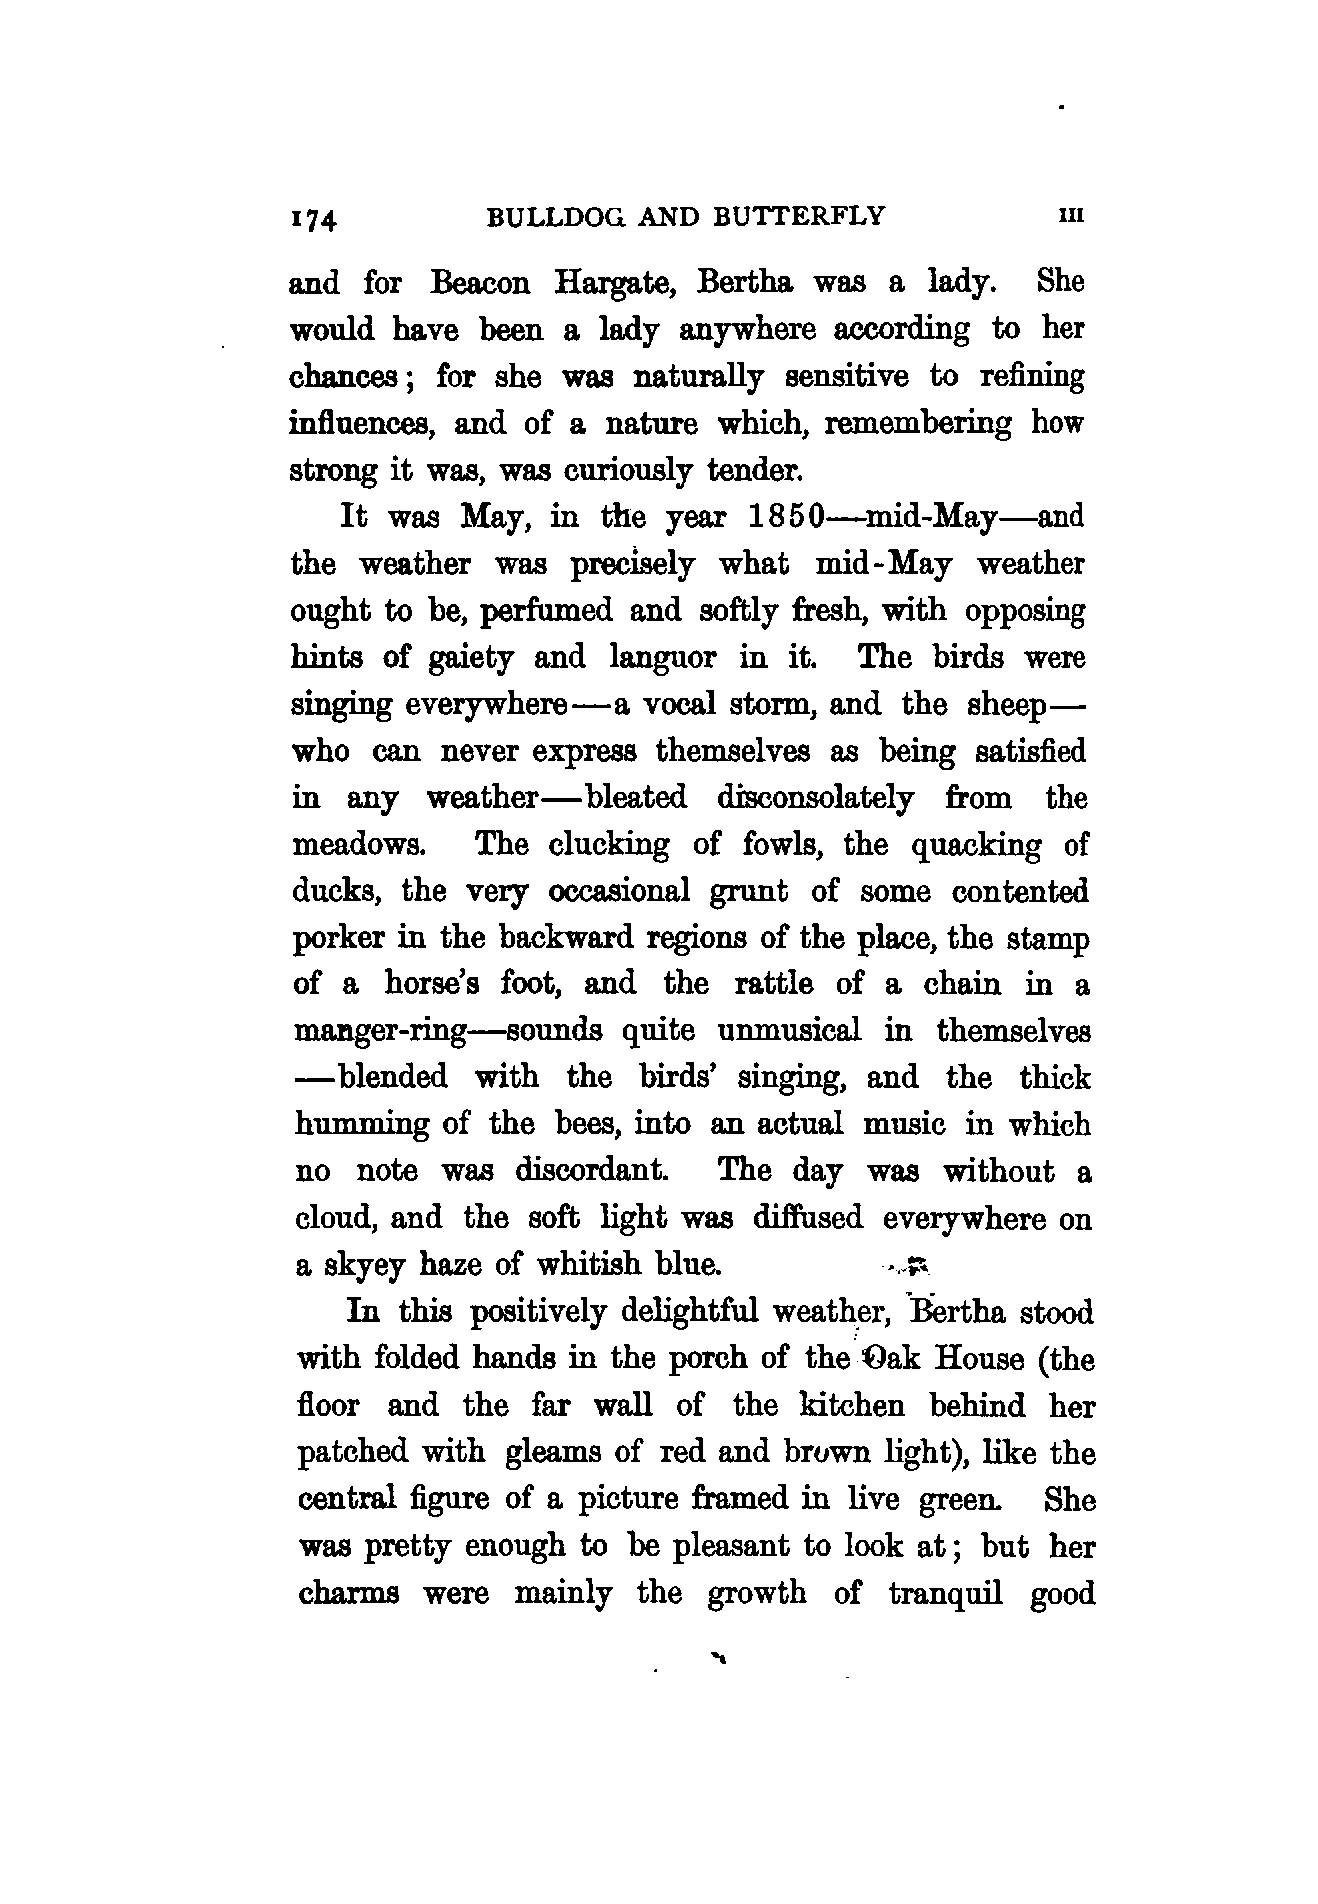 174 BULLDOG AND BUTTERFLY III
and for Beacon Hargate, Bertha was a lady. She
would have been a lady anywhere according to her
chances; for she was naturally sensitive to refining
influences, and of a nature which, remembering how
strong it was, was curiously tender.
It was May, in the year 1850—mid-May—and
the weather was precisely what mid-May weather
ought to be, perfumed and softly fresh, with opposing
hints of gaiety and languor in it. The birds were
singing everywhere—a vocal storm, and the sheep—
who can never express themselves as being satisfied
in any weather—bleated disconsolately from the
meadows. The clucking of fowls, the quacking of
ducks, the very occasional grunt of some contented
porker in the backward regions of the place, the stamp
of a horse's foot, and the rattle of a chain in a
manger-ring—sounds quite unmusical in themselves
—blended with the birds' singing, and the thick
humming of the bees, into an actual music in which
no note was discordant. The day was without a
cloud, and the soft light was diffused everywhere on
a skyey haze of whitish blue.
In this positively delightful weather, Bertha stood
with folded hands in the porch of the Oak House (the
floor and the far wall of the kitchen behind her
patched with gleams of red and brown light), like the
central figure of a picture framed in live green. She
was pretty enough to be pleasant to look at; but her
charms were mainly the growth of tranquil good